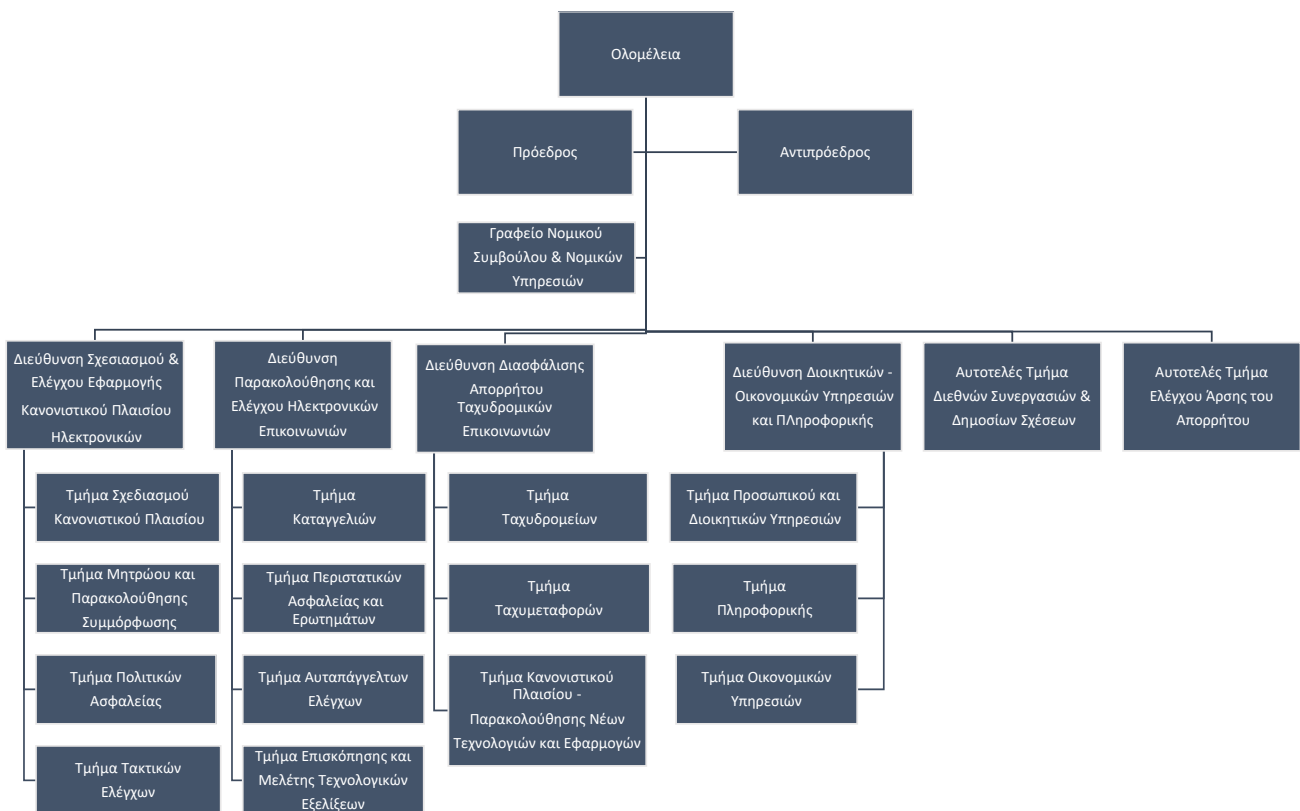 Ολομέλεια
Πρόεδρος
Αντιπρόεδρος
Γραφείο Νομικού
Συμβούλου & Νομικών
Υπηρεσιών
Διεύθυνση Σχεσιασμού &
Ελέγχου Εφαρμογής
Κανονιστικού Πλαισίου
Ηλεκτρονικών
Διεύθυνση
Παρακολούθησης και
Ελέγχου Ηλεκτρονικών
Επικοινωνιών
Διεύθυνση Διασφάλισης
Απορρήτου
Ταχυδρομικών
Επικοινωνιών
Διεύθυνση Διοικητικών -
Οικονομικών Υπηρεσιών
και ΠΛηροφορικής
Αυτοτελές Τμήμα
Διεθνών Συνεργασιών &
Δημοσίων Σχέσεων
Αυτοτελές Τμήμα
Ελέγχου Άρσης του
Απορρήτου
Τμήμα Σχεδιασμού
Κανονιστικού Πλαισίου
Τμήμα Μητρώου και
Παρακολούθησης
Συμμόρφωσης
Τμήμα Πολιτικών
Ασφαλείας
Τμήμα Τακτικών
Ελέγχων
Τμήμα
Καταγγελιών
Τμήμα Περιστατικών
Ασφαλείας και
Ερωτημάτων
Τμήμα Αυταπάγγελτων
Ελέγχων
Τμήμα Επισκόπησης και
Μελέτης Τεχνολογικών
Εξελίξεων
Τμήμα
Ταχυδρομείων
Τμήμα
Ταχυμεταφορών
Τμήμα Κανονιστικού
Πλαισίου -
Παρακολούθησης Νέων
Τεχνολογιών και Εφαρμογών
Τμήμα Προσωπικού και
Διοικητικών Υπηρεσιών
Τμήμα
Πληροφορικής
Τμήμα Οικονομικών
Υπηρεσιών